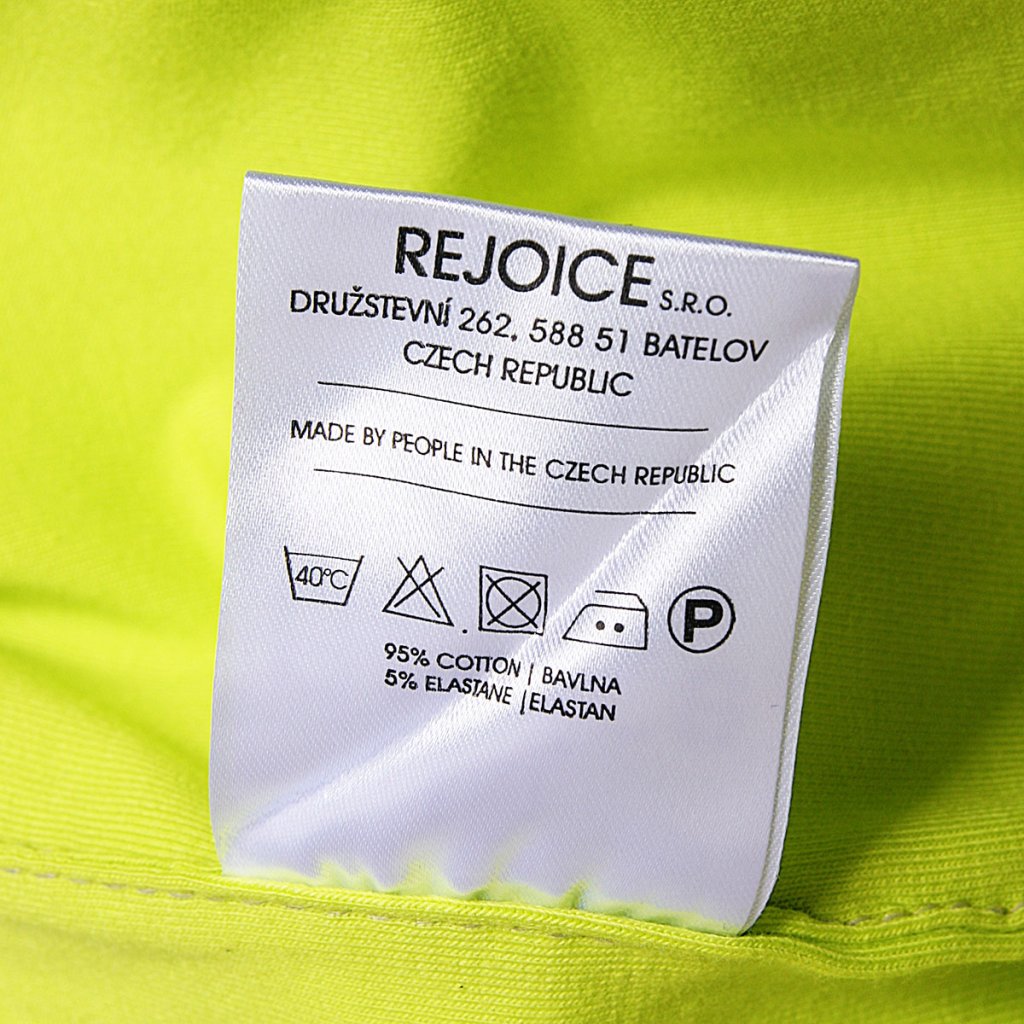 REJOICE S.R.O.
DRUŽSTEVNÍ 262, 588 51 BATELOV
CZECH REPUBLIC
MADE BY PEOPLE IN THE CZECH REPUBLIC
40°C
P
95% COTTON | BAVLNA
5% ELASTANE | ELASTAN